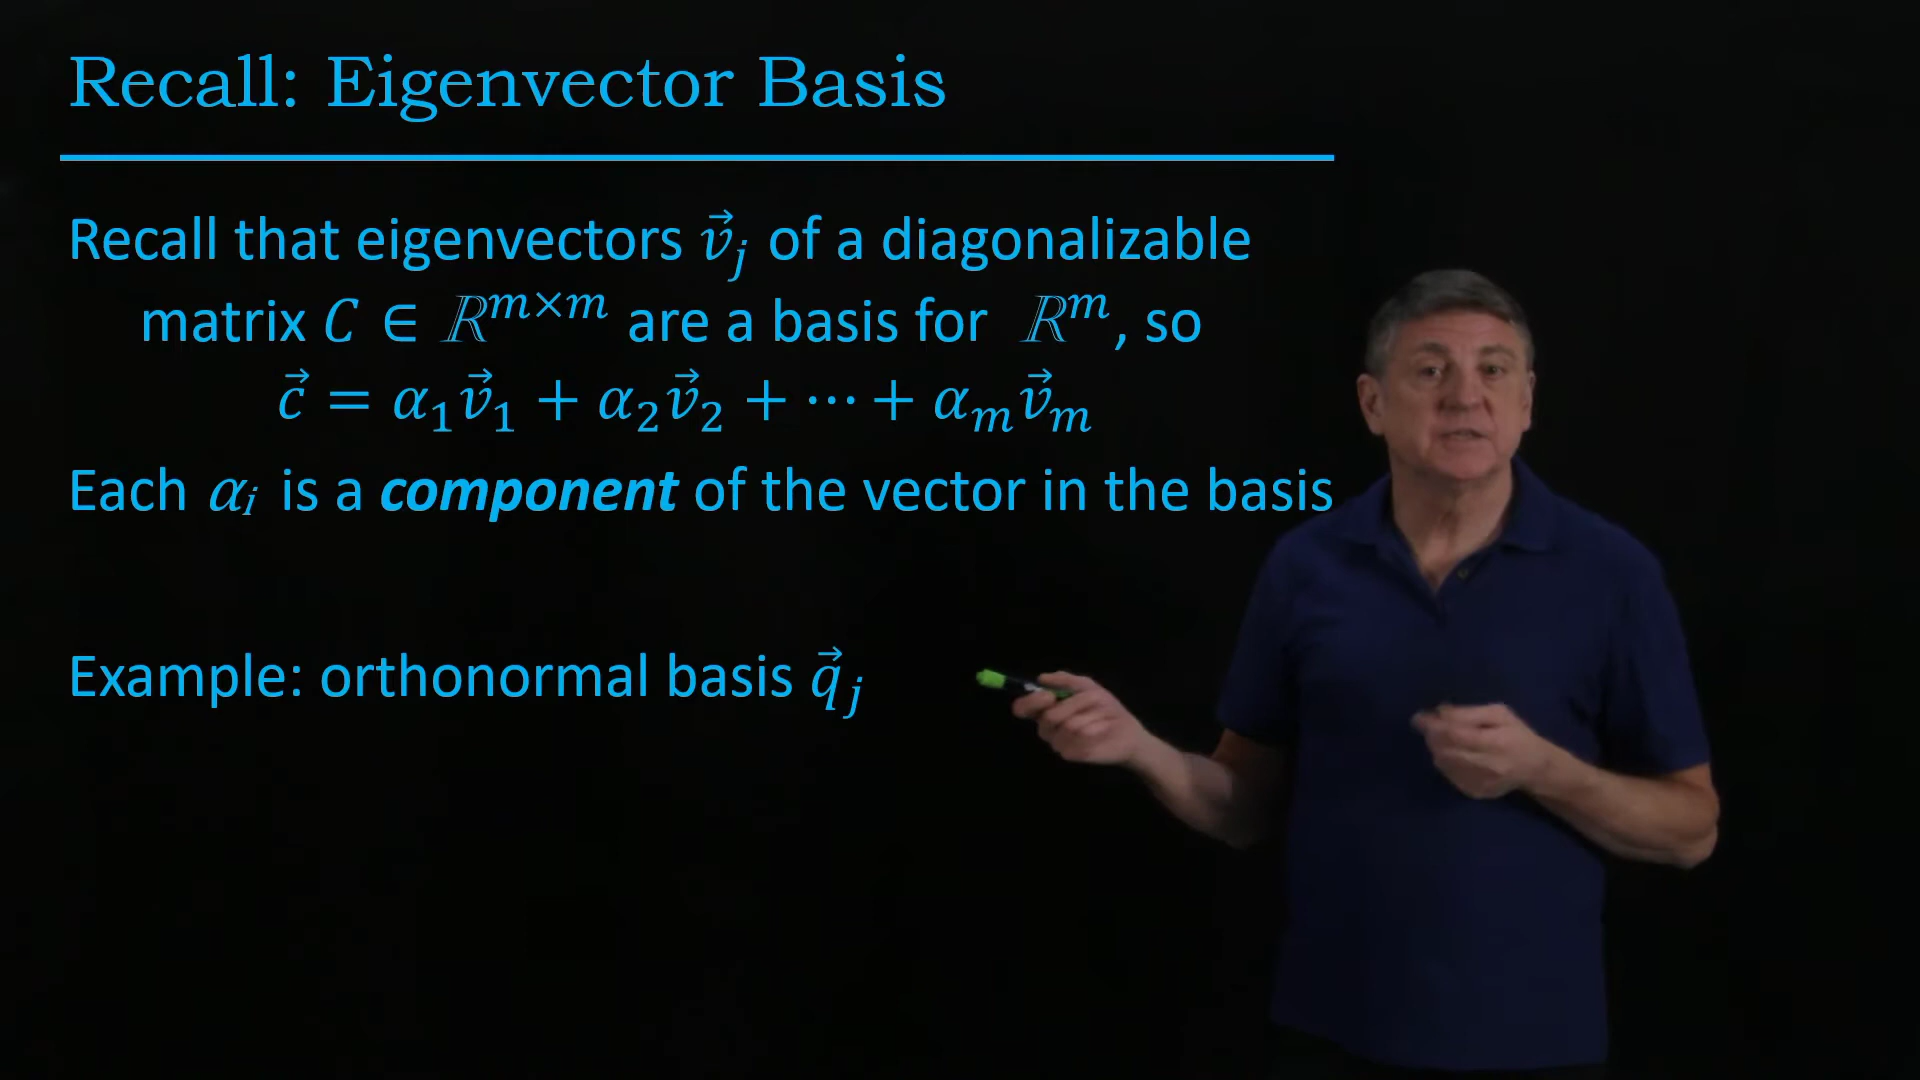 Recall: Eigenvector Basis
Recall that eigenvectors v⃗ⱼ of a diagonalizable
matrix C ∈ ℝᵐˣᵐ are a basis for ℝᵐ, so
c⃗ = α₁v⃗₁ + α₂v⃗₂ + ⋯ + αₘv⃗ₘ
Each αᵢ is a component of the vector in the basis
Example: orthonormal basis q⃗ⱼ